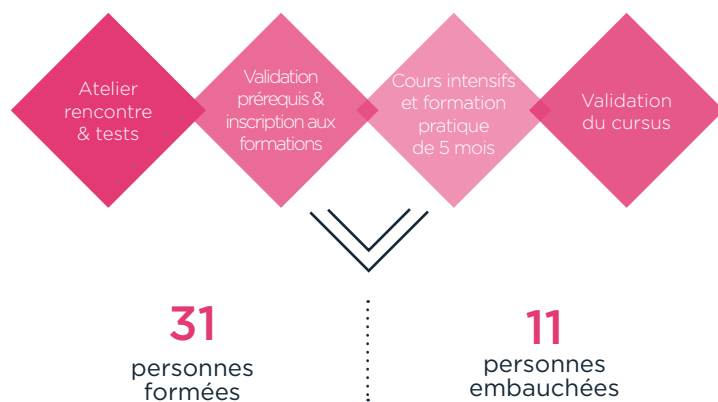 Atelier
rencontre
& tests
Validation
prérequis &
inscription aux
formations
Cours intensifs
et formation
pratique
de 5 mois
Validation
du cursus
31
personnes
formées
11
personnes
embauchées